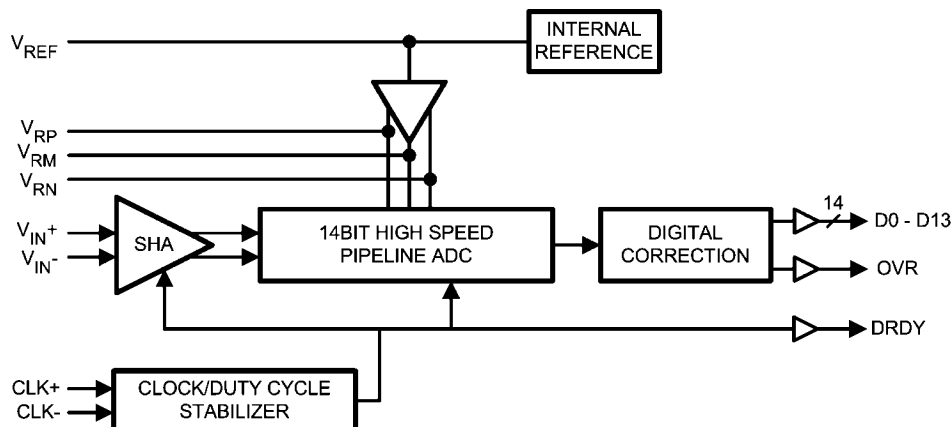 INTERNAL
REFERENCE
VREF
VRP
VRM
VRN
VIN+
VIN-
SHA
14BIT HIGH SPEED
PIPELINE ADC
DIGITAL
CORRECTION
14
D0 - D13
OVR
DRDY
CLK+
CLK-
CLOCK/DUTY CYCLE
STABILIZER